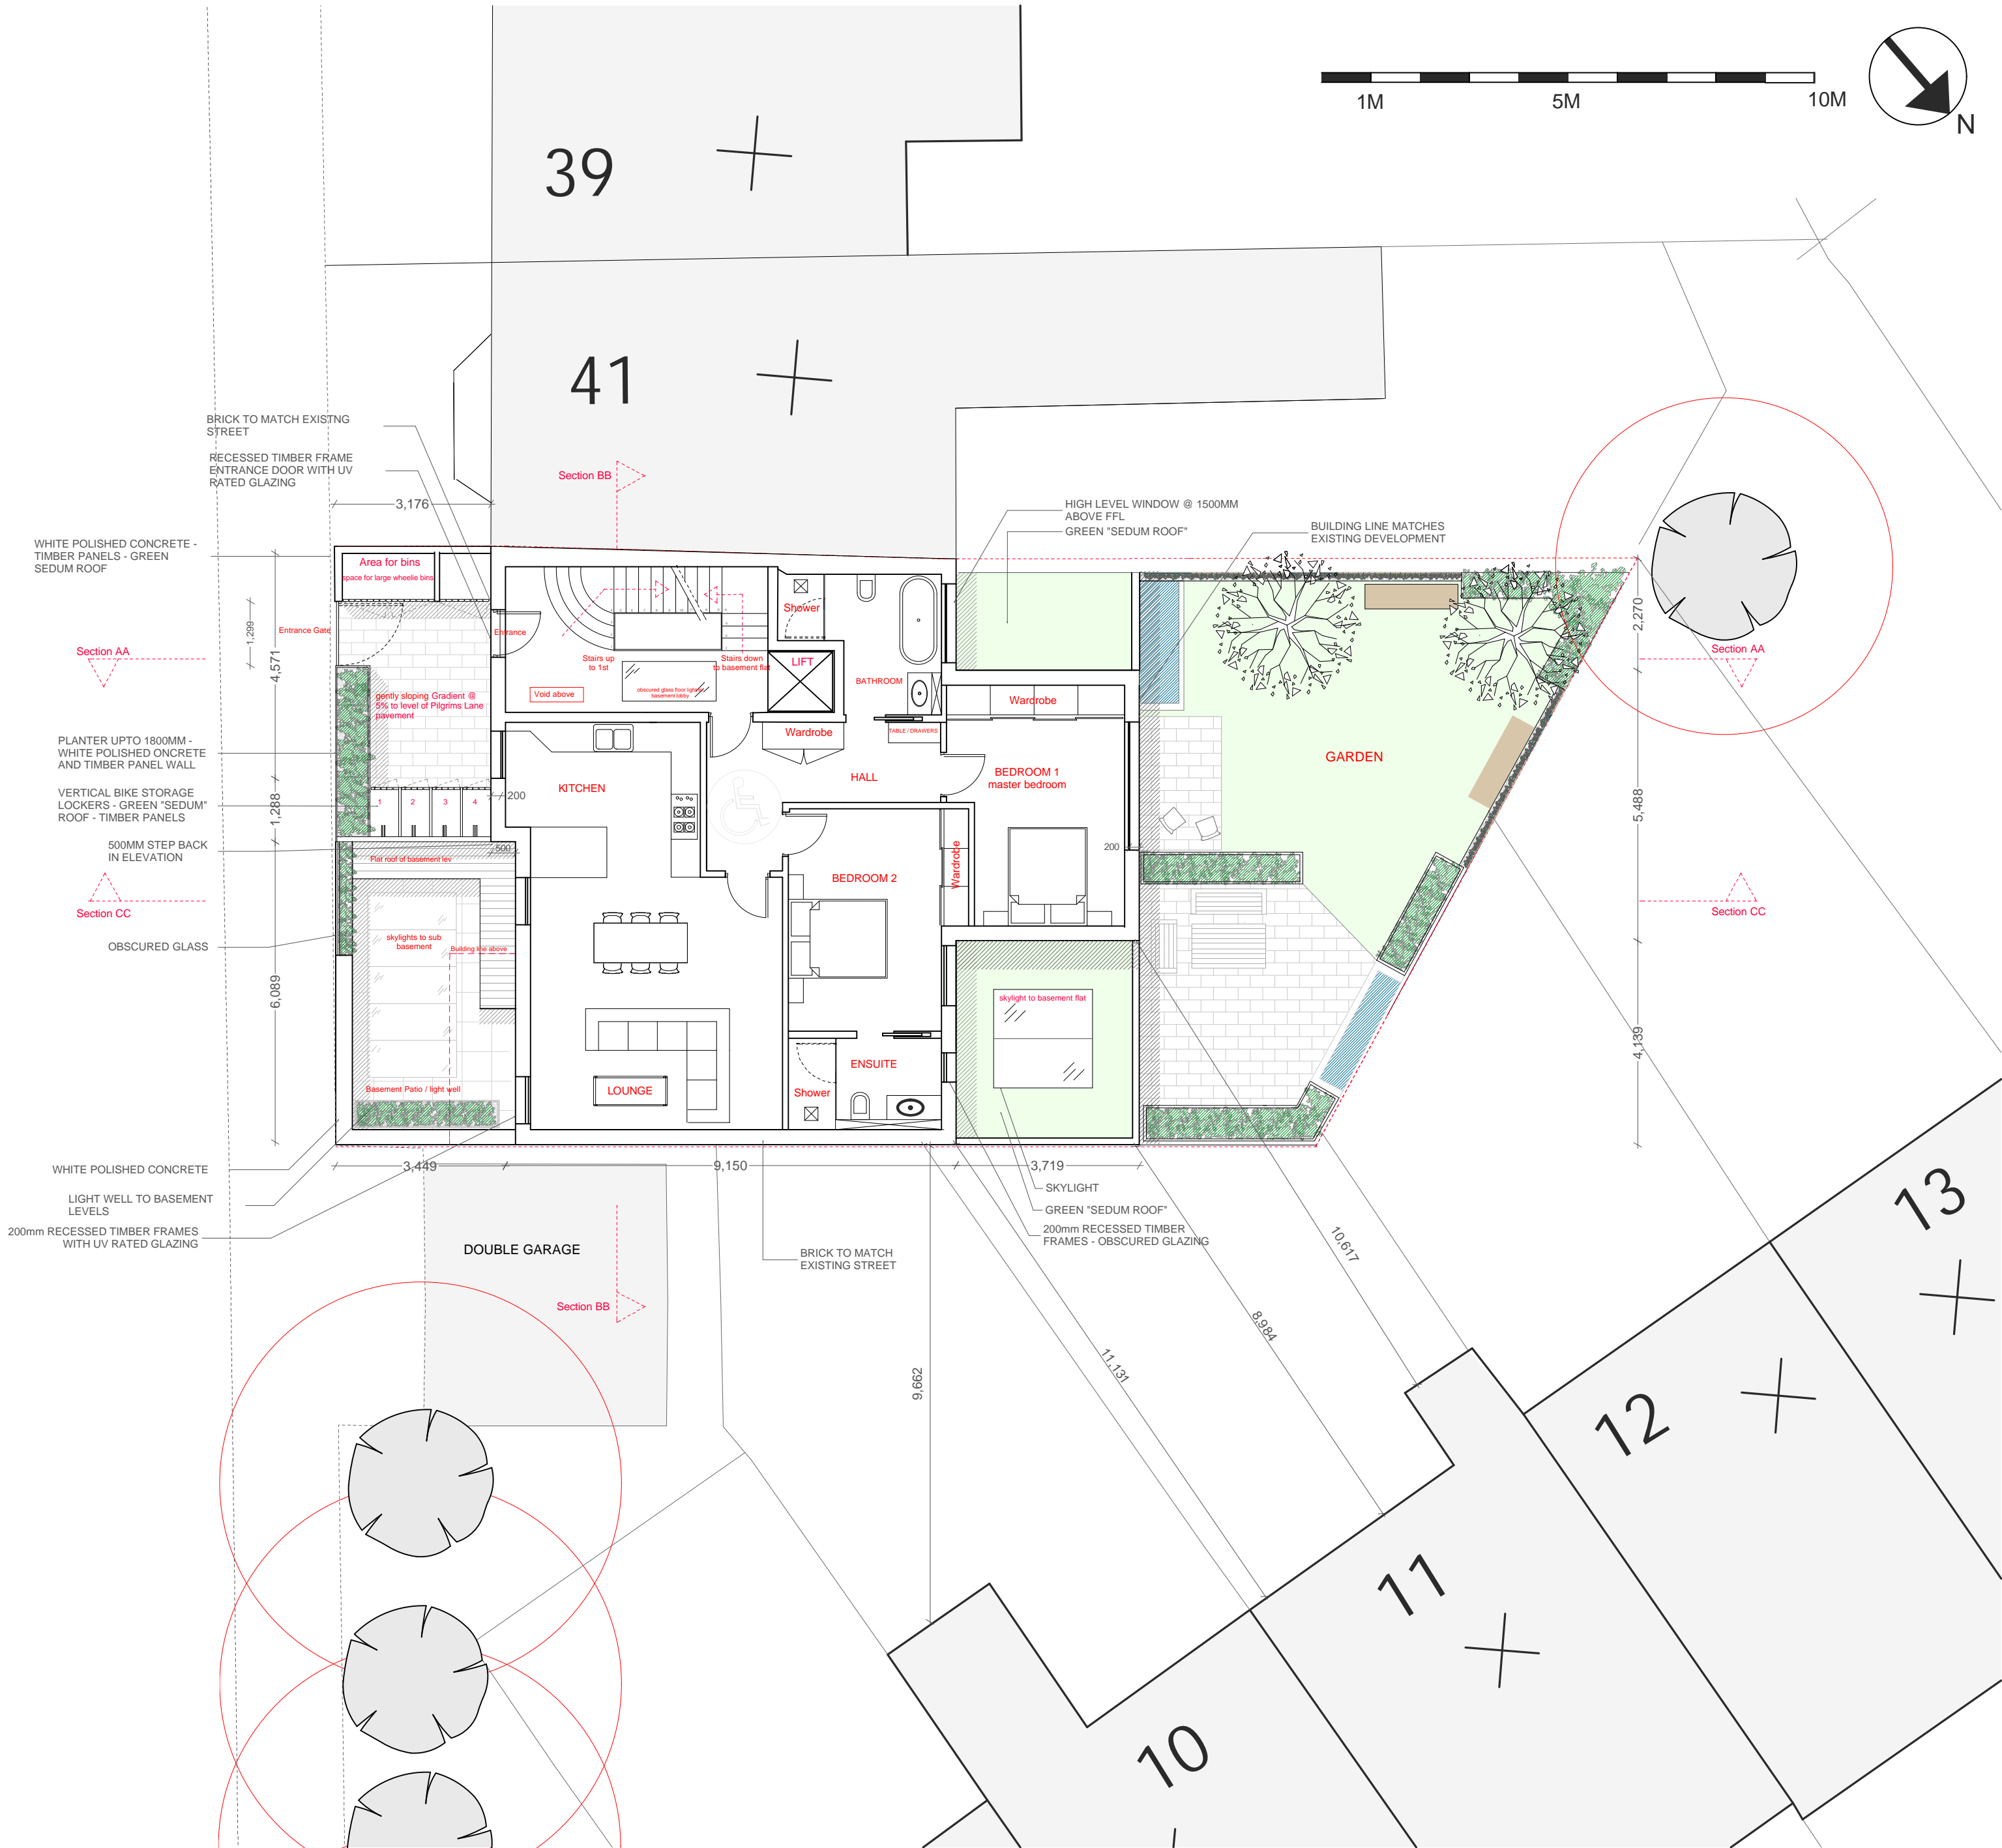 1M
5M
10M
N
39
41
BRICK TO MATCH EXISTNG
STREET
RECESSED TIMBER FRAME
ENTRANCE DOOR WITH UV
RATED GLAZING
3,176
Section BB
HIGH LEVEL WINDOW @ 1500MM
ABOVE FFL
GREEN "SEDUM ROOF"
BUILDING LINE MATCHES
EXISTING DEVELOPMENT
WHITE POLISHED CONCRETE -
TIMBER PANELS - GREEN
SEDUM ROOF
Area for bins
space for large wheelie bins
1,299
4,571
Entrance Gate
Entrance
Section AA
Stairs up
to 1st
Stairs down
to basement flat
Shower
LIFT
BATHROOM
Void above
obscured glass floor light to
basement lobby
gently sloping Gradient @
5% to level of Pilgrims Lane
pavement
Wardrobe
TABLE / DRAWERS
Wardrobe
2,270
Section AA
PLANTER UPTO 1800MM -
WHITE POLISHED ONCRETE
AND TIMBER PANEL WALL
VERTICAL BIKE STORAGE
LOCKERS - GREEN "SEDUM"
ROOF - TIMBER PANELS
500MM STEP BACK
IN ELEVATION
1
2
3
4
200
1,288
500
KITCHEN
HALL
BEDROOM 1
master bedroom
GARDEN
5,488
200
Flat roof of basement lev
BEDROOM 2
Wardrobe
Section CC
Section CC
OBSCURED GLASS
skylights to sub
basement
Building line above
6,089
skylight to basement flat
4,139
Basement Patio / light well
LOUNGE
Shower
ENSUITE
WHITE POLISHED CONCRETE
3,449
9,150
3,719
LIGHT WELL TO BASEMENT
LEVELS
200mm RECESSED TIMBER FRAMES
WITH UV RATED GLAZING
DOUBLE GARAGE
SKYLIGHT
GREEN "SEDUM ROOF"
200mm RECESSED TIMBER
FRAMES - OBSCURED GLAZING
BRICK TO MATCH
EXISTING STREET
Section BB
10,617
8,984
11,131
9,662
13
12
11
10